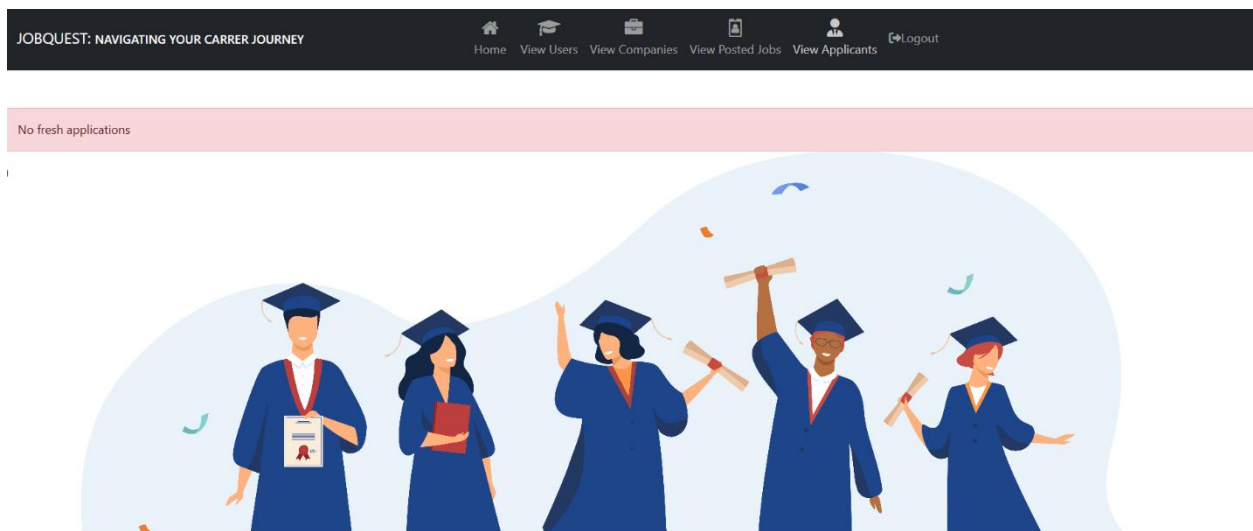 JOBQUEST: NAVIGATING YOUR CARRER JOURNEY
Home View Users View Companies View Posted Jobs View Applicants Logout
No fresh applications